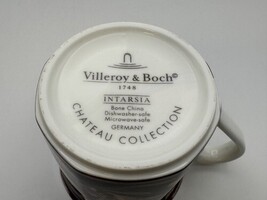 Villeroy & Boch®
1748
INTARSIA
Bone China
Dishwasher-safe
Microwave-safe
GERMANY
CHATEAU COLLECTION